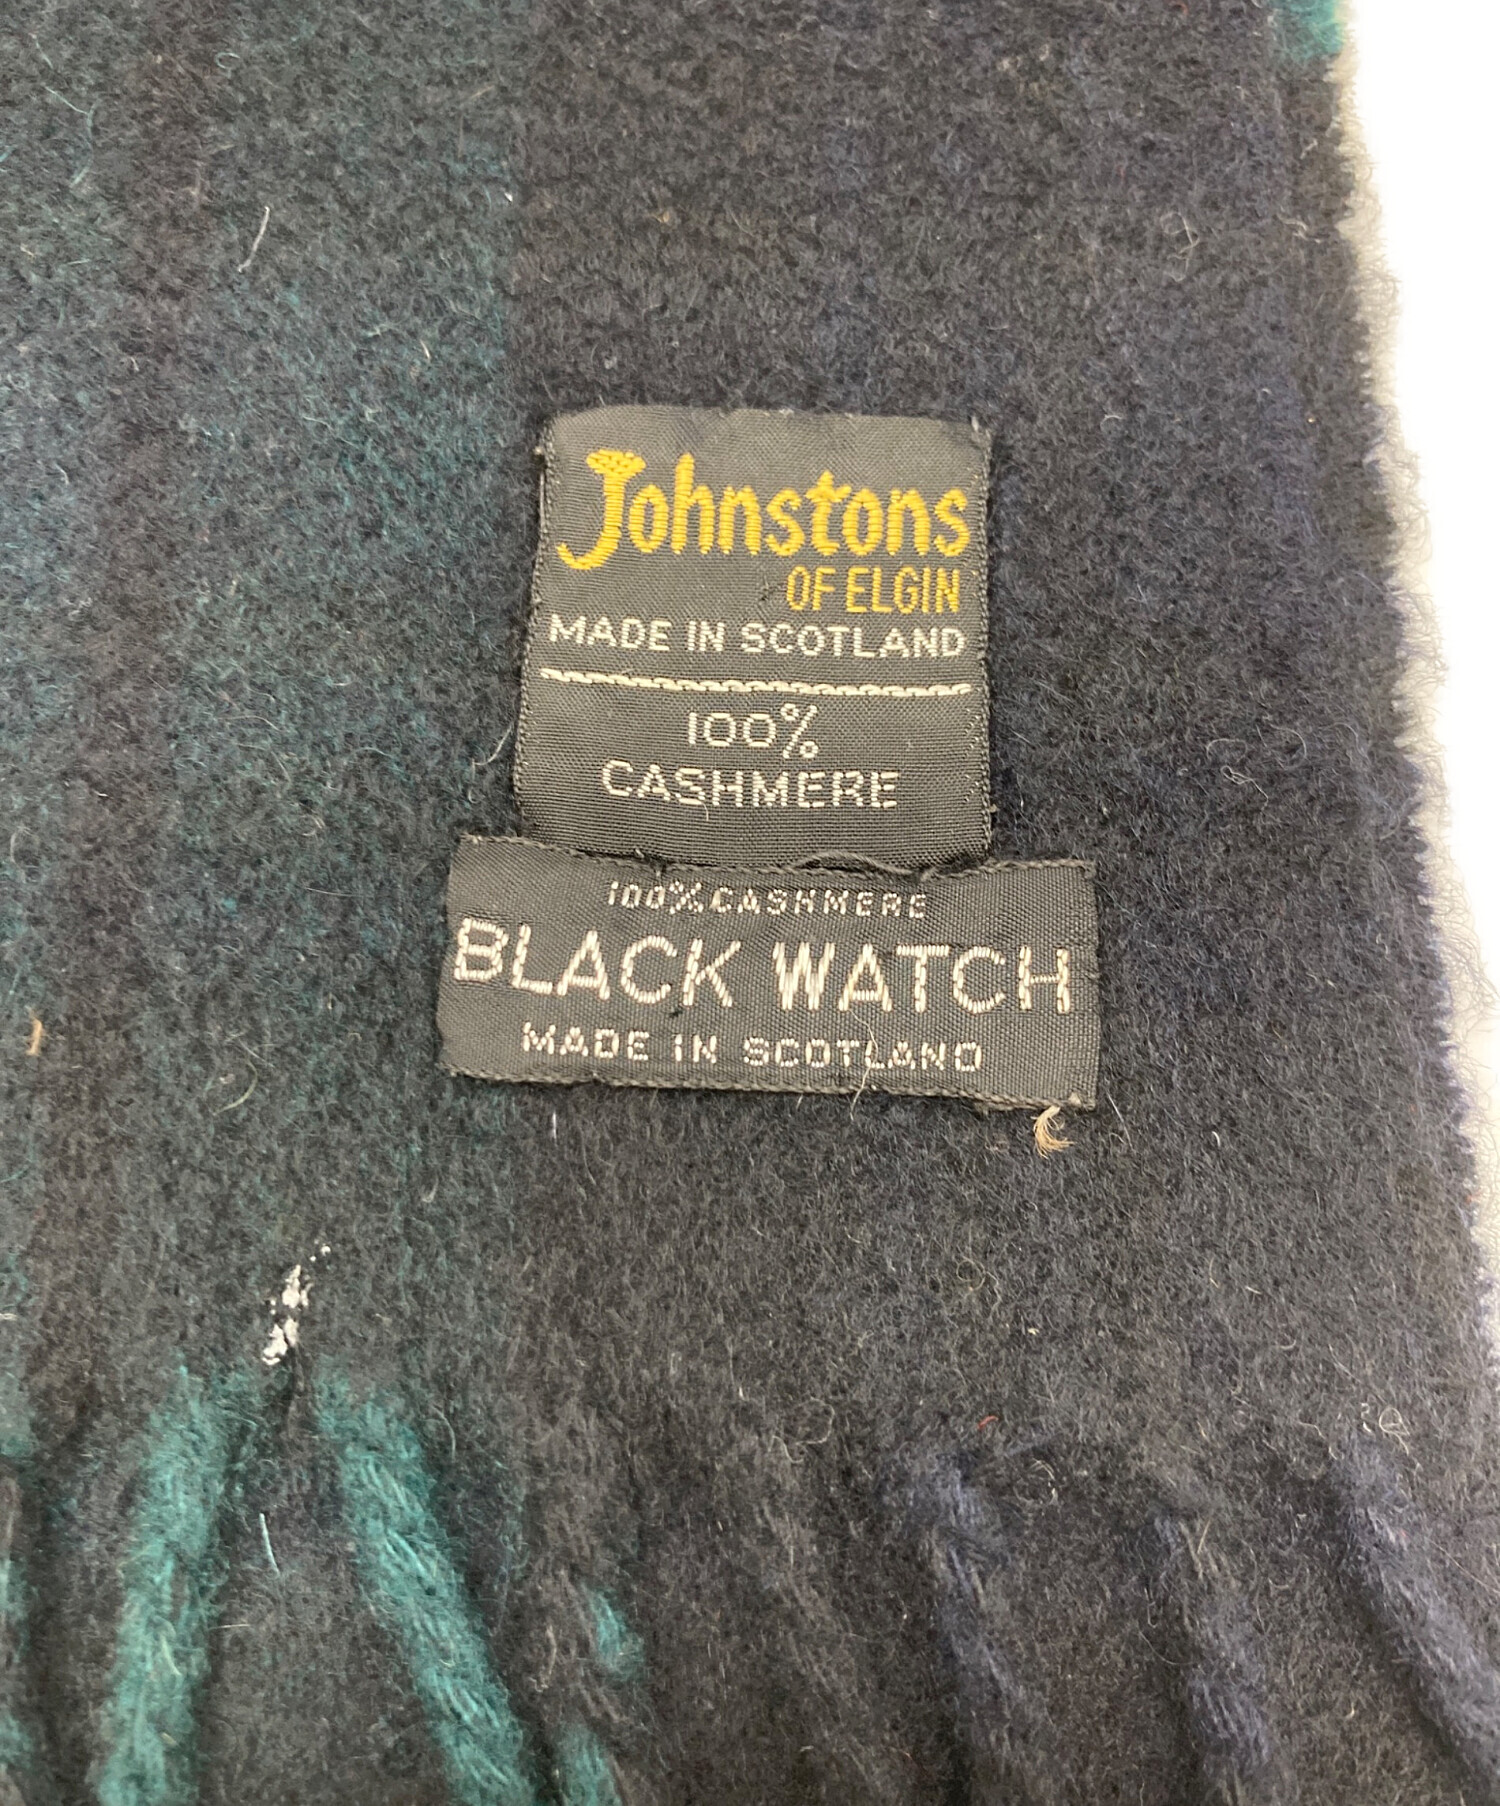 Johnstons
OF ELGIN
MADE IN SCOTLAND
100%
CASHMERE
100% CASHMERE
BLACK WATCH
MADE IN SCOTLAND